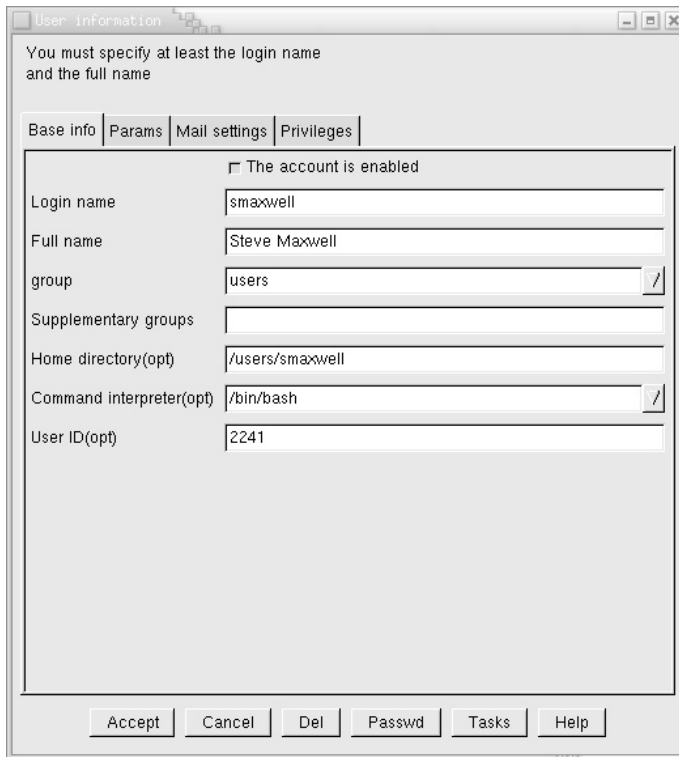 User information
You must specify at least the login name
and the full name
Base info Params Mail settings Privileges
The account is enabled
Login name smaxwell
Full name Steve Maxwell
group users
Supplementary groups
Home directory(opt) /users/smaxwell
Command interpreter(opt) /bin/bash
User ID(opt) 2241
Accept Cancel Del Passwd Tasks Help